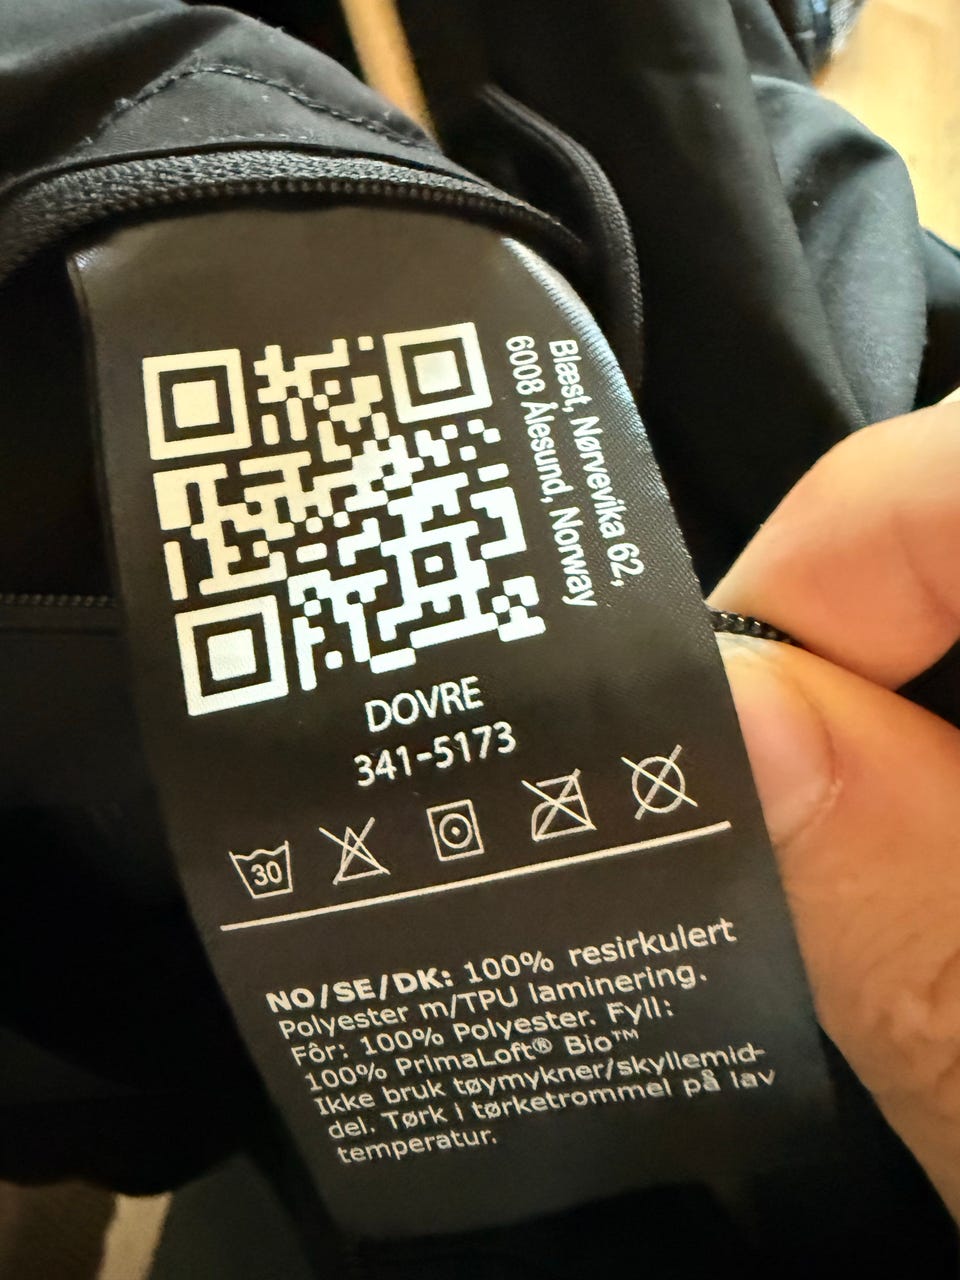 Blæst, Nørvevika 62,
6008 Ålesund, Norway
DOVRE
341-5173
30
NO/SE/DK: 100% resirkulert
Polyester m/TPU laminering.
Fôr: 100% Polyester. Fyll:
100% PrimaLoft® Bio™
Ikke bruk tøymykner/skyllemid-
del. Tørk i tørketrommel på lav
temperatur.